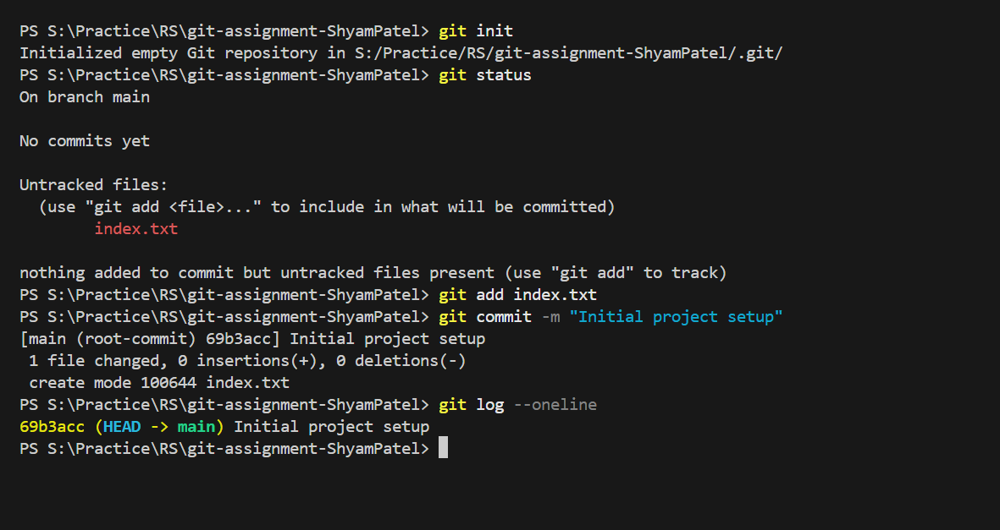 PS S:\Practice\RS\git-assignment-ShyamPatel> git init
Initialized empty Git repository in S:/Practice/RS/git-assignment-ShyamPatel/.git/
PS S:\Practice\RS\git-assignment-ShyamPatel> git status
On branch main
No commits yet
Untracked files:
  (use "git add <file>..." to include in what will be committed)
        index.txt
nothing added to commit but untracked files present (use "git add" to track)
PS S:\Practice\RS\git-assignment-ShyamPatel> git add index.txt
PS S:\Practice\RS\git-assignment-ShyamPatel> git commit -m "Initial project setup"
[main (root-commit) 69b3acc] Initial project setup
 1 file changed, 0 insertions(+), 0 deletions(-)
 create mode 100644 index.txt
PS S:\Practice\RS\git-assignment-ShyamPatel> git log --oneline
69b3acc (HEAD -> main) Initial project setup
PS S:\Practice\RS\git-assignment-ShyamPatel>